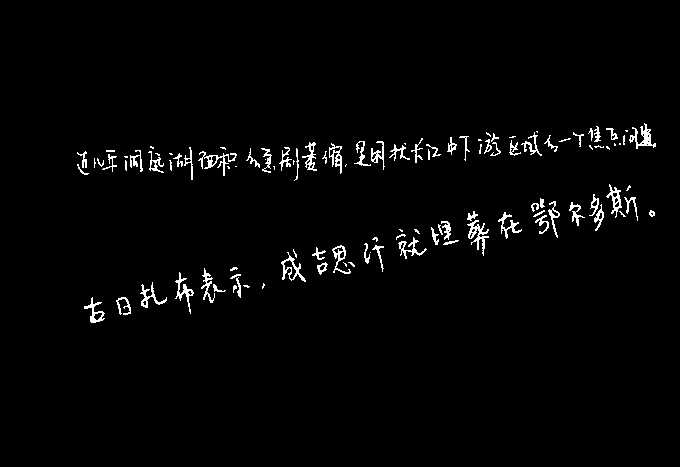 近几年洞庭湖面积急剧萎缩,是困扰长江中下游区域的一个焦点问题
古日扎布表示,成吉思汗就埋葬在鄂尔多斯。